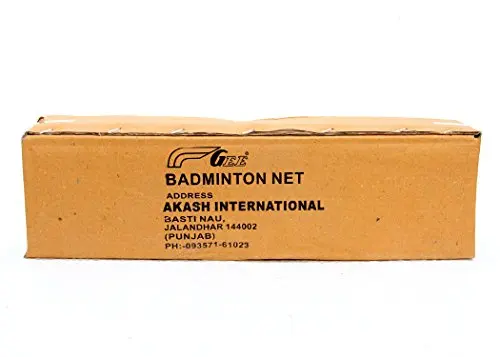 GEE®
BADMINTON NET
ADDRESS
AKASH INTERNATIONAL
BASTI NAU,
JALANDHAR 144002
(PUNJAB)
PH:-093571-61023